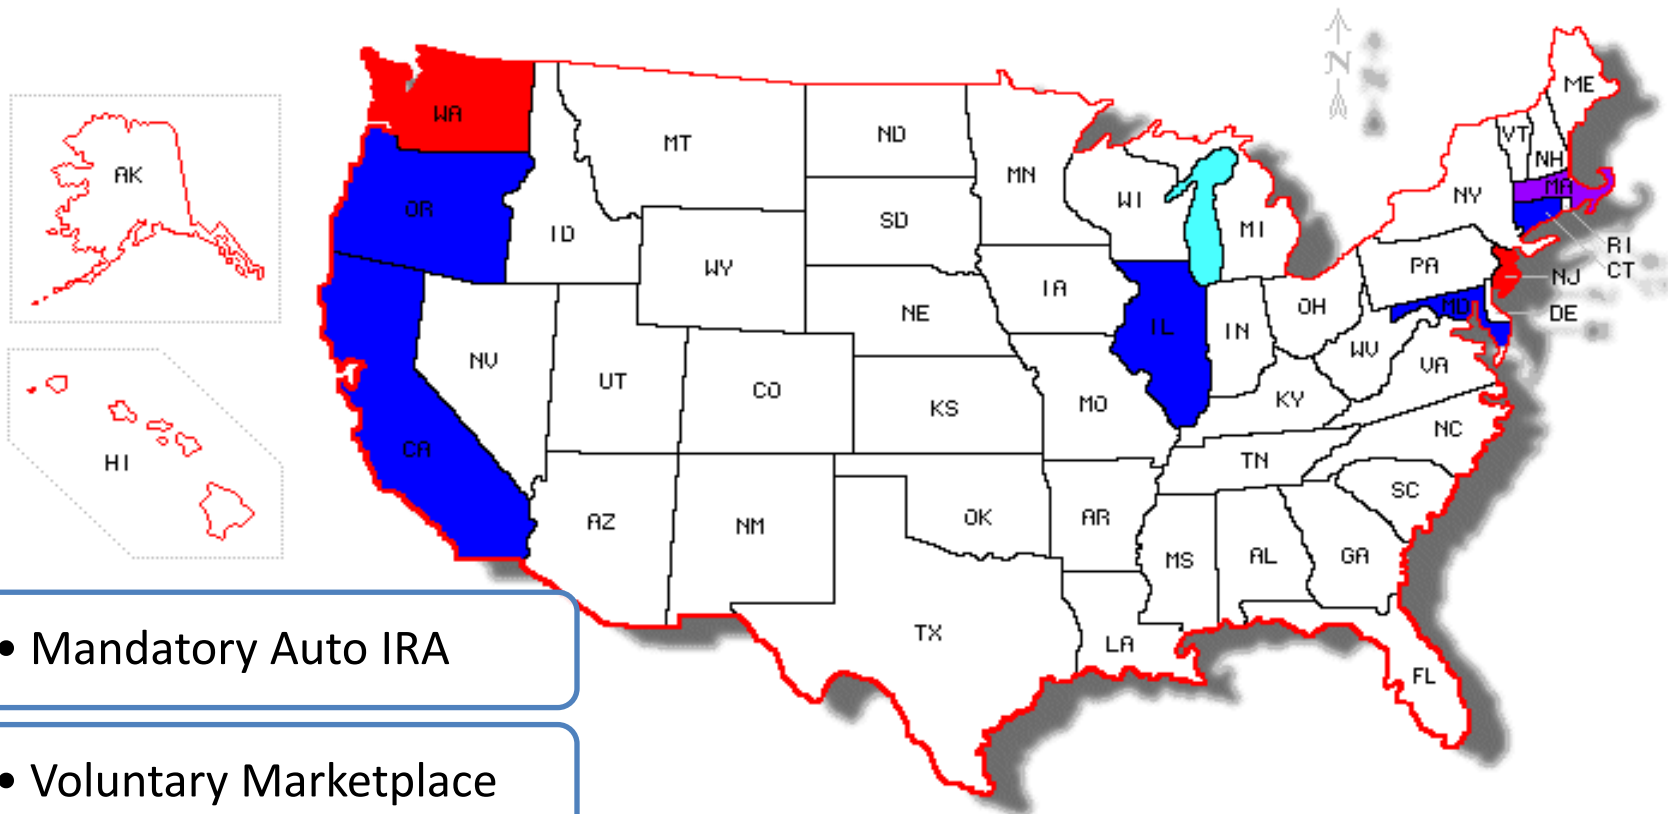 N
ME
WA
VT
ND
MT
NH
MN
AK
MA
OR
WI
NY
SD
MI
ID
RI
WY
PA
CT
NJ
IA
MD
OH
NE
DE
IL
IN
WV
NV
VA
UT
CO
KY
MO
KS
NC
CA
HI
TN
SC
AZ
NM
OK
AR
MS
AL
GA
TX
LA
FL
• Mandatory Auto IRA
• Voluntary Marketplace